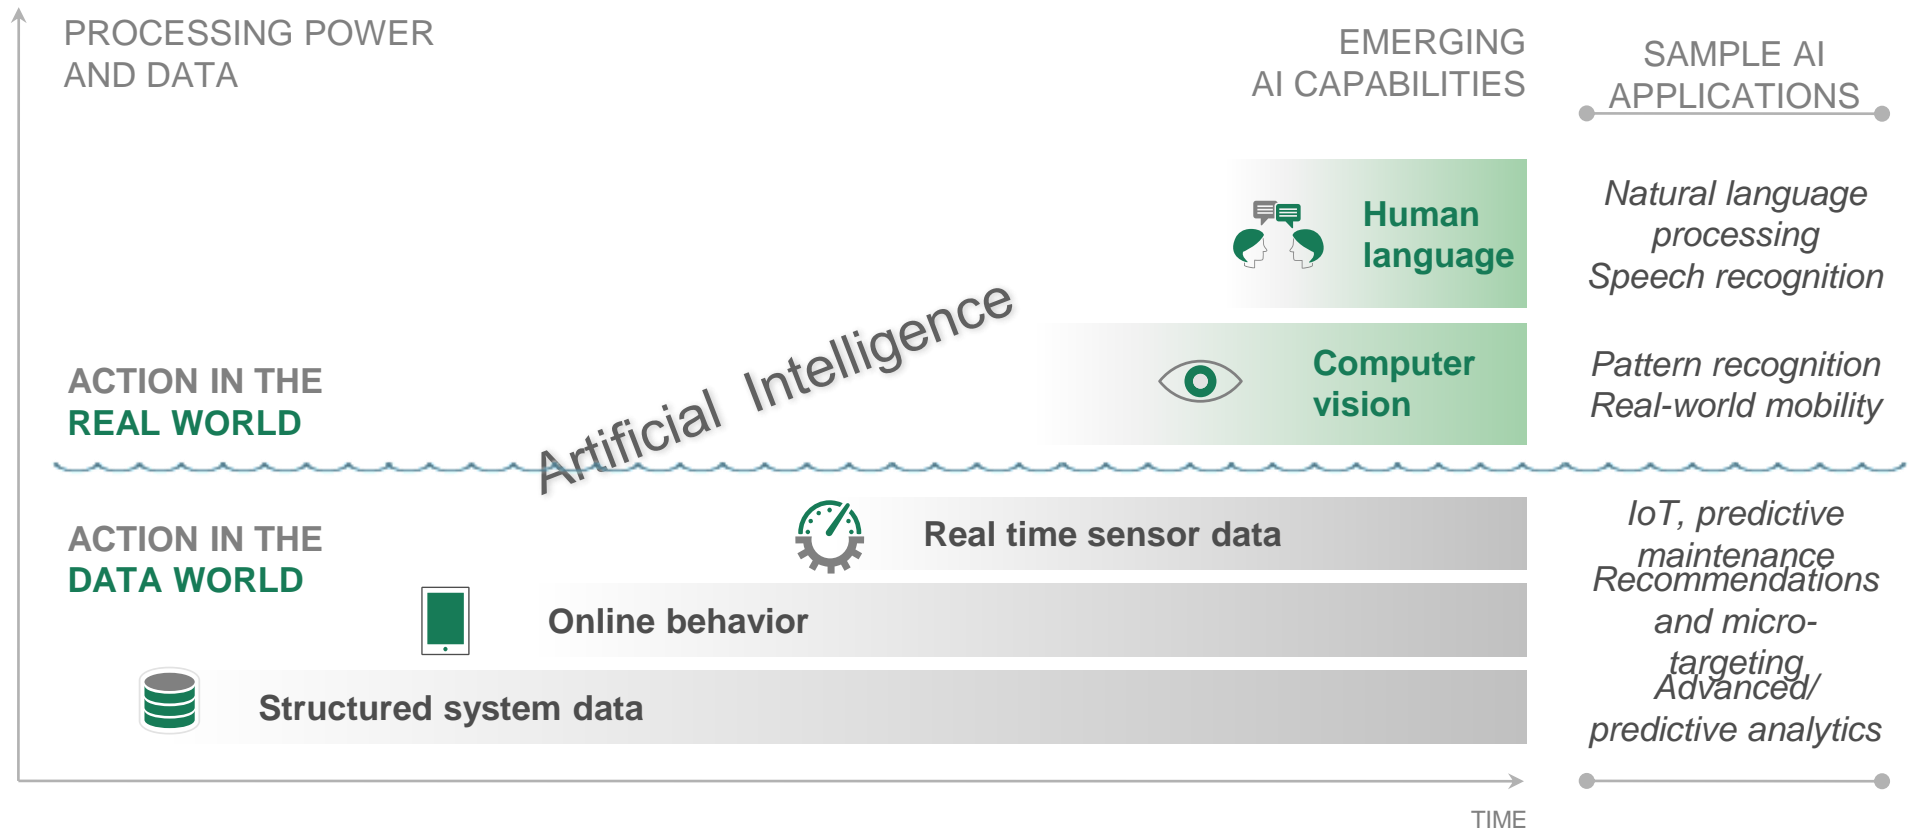 PROCESSING POWER
AND DATA
EMERGING
AI CAPABILITIES
SAMPLE AI
APPLICATIONS
Human
language
Natural language
processing
Speech recognition
Artificial Intelligence
Computer
vision
Pattern recognition
Real-world mobility
ACTION IN THE
REAL WORLD
ACTION IN THE
DATA WORLD
Real time sensor data
IoT, predictive
maintenance
Online behavior
Recommendations
and micro-
targeting
Structured system data
Advanced/
predictive analytics
TIME